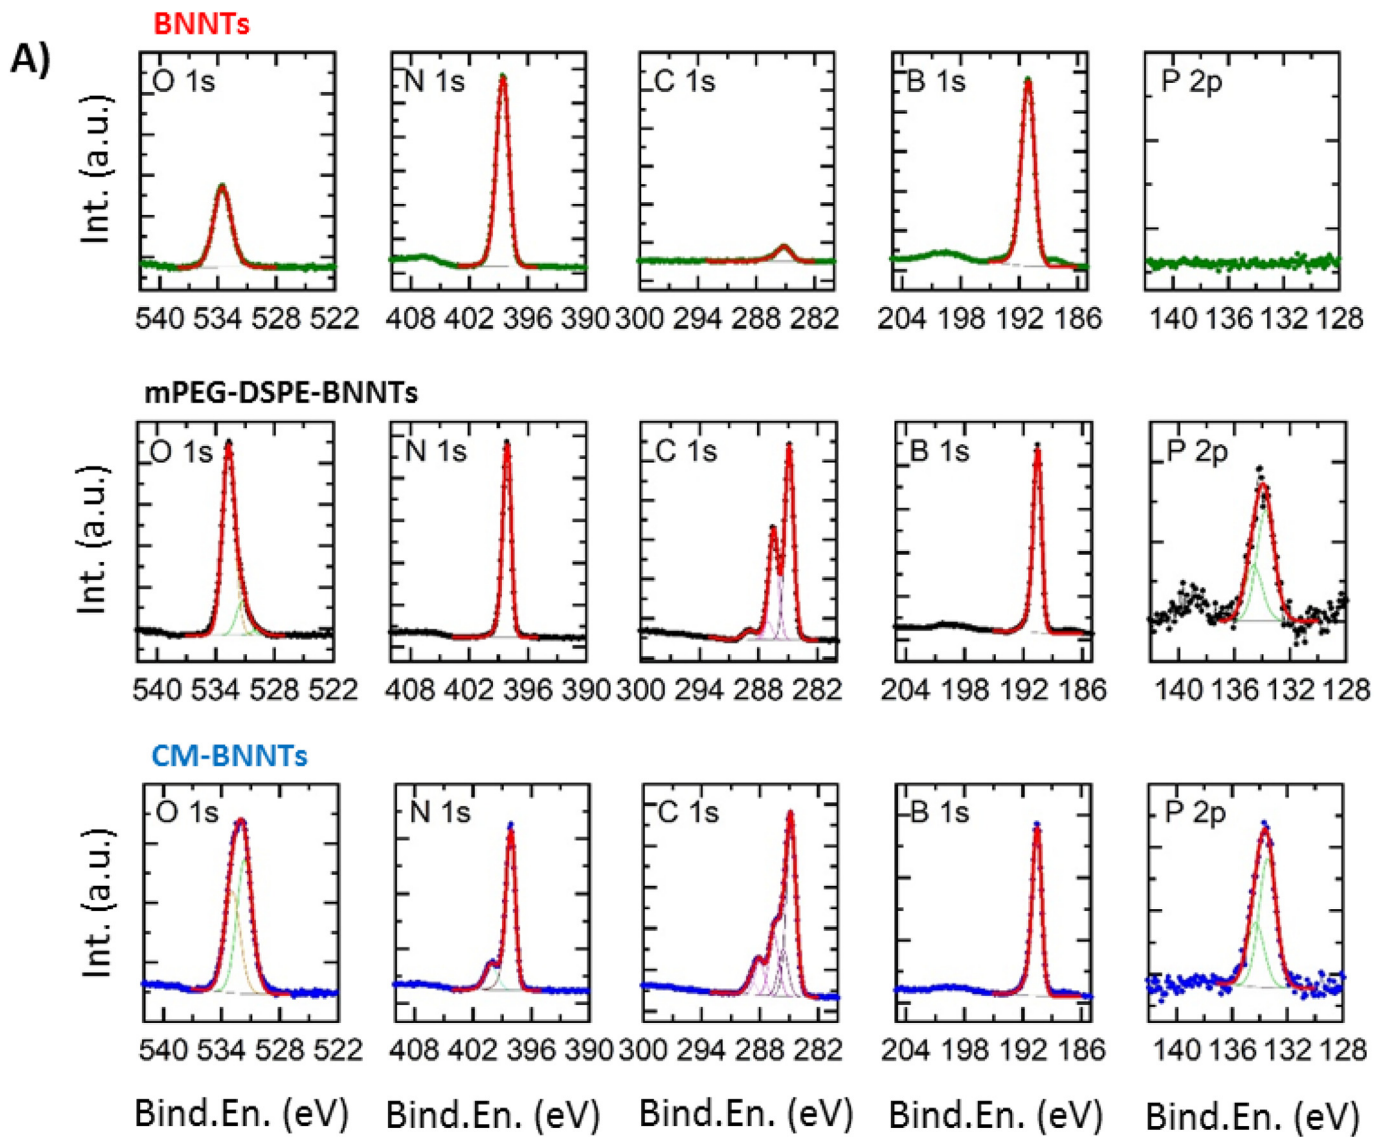 BNNTs
A)
O 1s
N 1s
C 1s
B 1s
P 2p
Int. (a.u.)
540 534 528 522
408 402 396 390
300 294 288 282
204 198 192 186
140 136 132 128
mPEG-DSPE-BNNTs
O 1s
N 1s
C 1s
B 1s
P 2p
Int. (a.u.)
540 534 528 522
408 402 396 390
300 294 288 282
204 198 192 186
140 136 132 128
CM-BNNTs
O 1s
N 1s
C 1s
B 1s
P 2p
Int. (a.u.)
540 534 528 522
408 402 396 390
300 294 288 282
204 198 192 186
140 136 132 128
Bind.En. (eV)
Bind.En. (eV)
Bind.En. (eV)
Bind.En. (eV)
Bind.En. (eV)